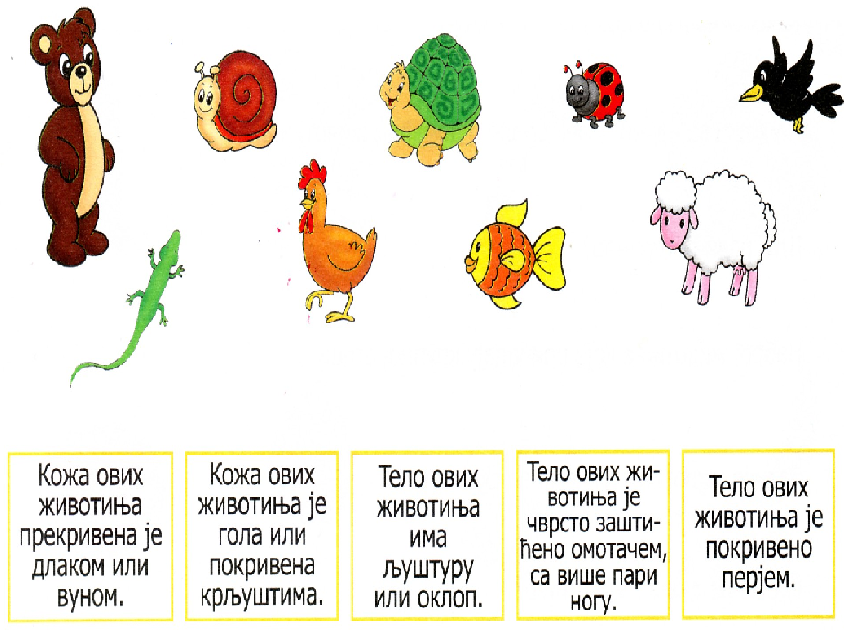 Кожа ових
животиња
прекривена је
длаком или
вуном.
Кожа ових
животиња је
гола или
покривена
крљуштима.
Тело ових
животиња
има
љуштуру
или оклоп.
Тело ових жи-
вотиња је
чврсто зашти-
ћено омотачем,
са више пари
ногу.
Тело ових
животиња је
покривено
перјем.